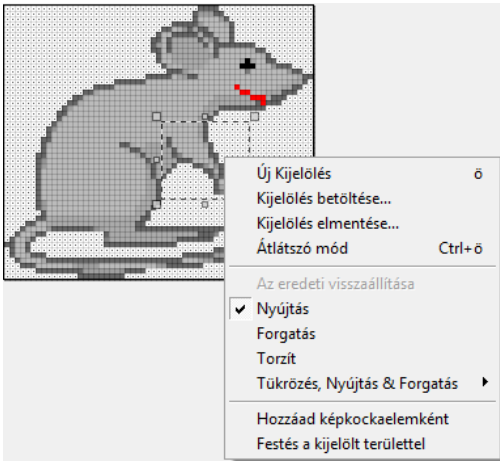 Új Kijelölés ö
Kijelölés betöltése...
Kijelölés elmentése...
Átlátszó mód Ctrl+ö
Az eredeti visszaállítása
Nyújtás
Forgatás
Torzít
Tükrözés, Nyújtás & Forgatás
Hozzáad képkockaelemként
Festés a kijelölt területtel